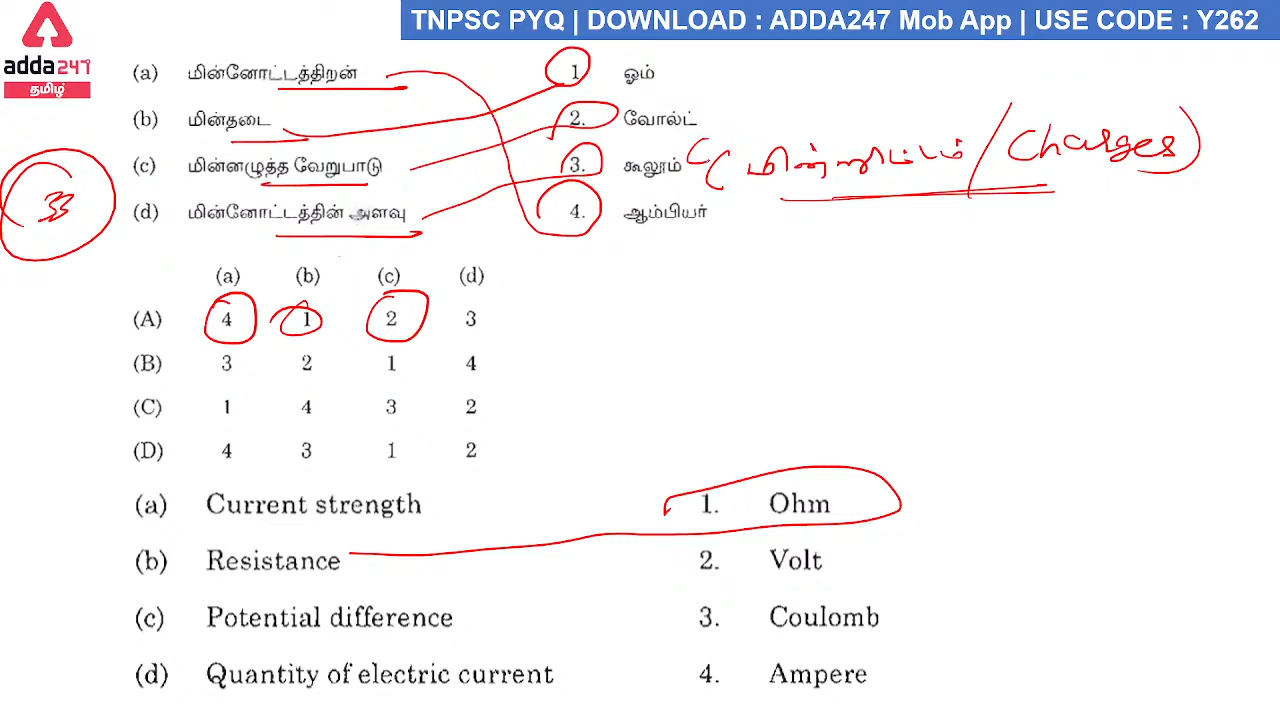 TNPSC PYQ | DOWNLOAD : ADDA247 Mob App | USE CODE : Y262
adda247
தமிழ்
(a) மின்னோட்டத்திறன் 1 ஓம்
(b) மின்தடை 2. வோல்ட்
(c) மின்னழுத்த வேறுபாடு 3. கூலூம் (மின்னூட்டம் / Charges)
(d) மின்னோட்டத்தின் அளவு 4. ஆம்பியர்
33
(a) (b) (c) (d)
(A) 4 1 2 3
(B) 3 2 1 4
(C) 1 4 3 2
(D) 4 3 1 2
(a) Current strength 1. Ohm
(b) Resistance 2. Volt
(c) Potential difference 3. Coulomb
(d) Quantity of electric current 4. Ampere